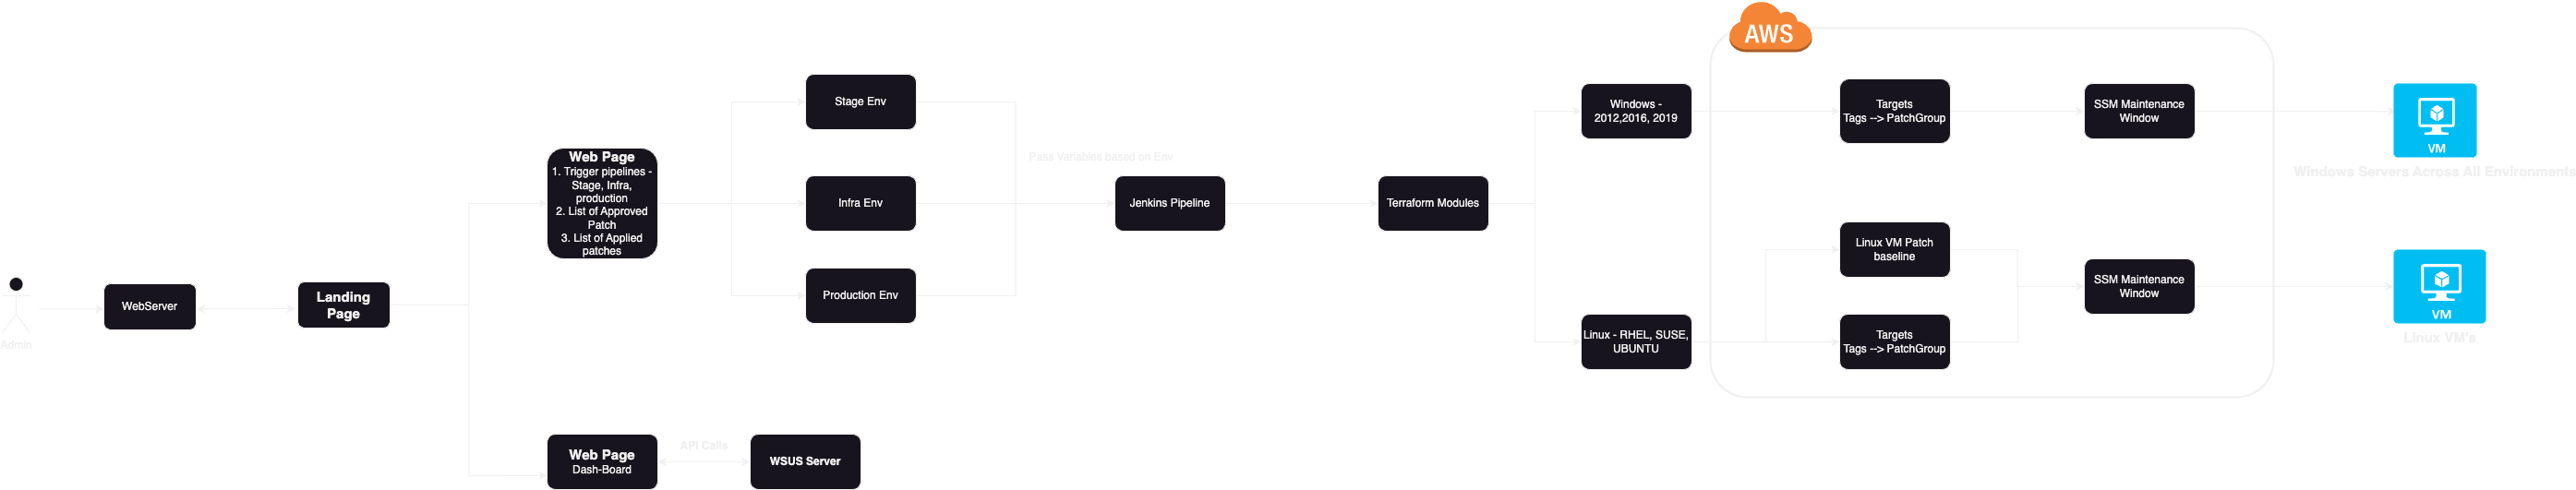 Admin
WebServer
Landing
Page
Web Page
1. Trigger pipelines -
Stage, Infra,
production
2. List of Approved
Patch
3. List of Applied
patches
Web Page
Dash-Board
API Calls
WSUS Server
Stage Env
Infra Env
Production Env
Pass Variables based on Env
Jenkins Pipeline
Terraform Modules
Windows -
2012,2016, 2019
Linux - RHEL, SUSE,
UBUNTU
AWS
Targets
Tags --> PatchGroup
SSM Maintenance
Window
Linux VM Patch
baseline
Targets
Tags --> PatchGroup
SSM Maintenance
Window
VM
Windows Servers Across All Environments
VM
Linux VM's